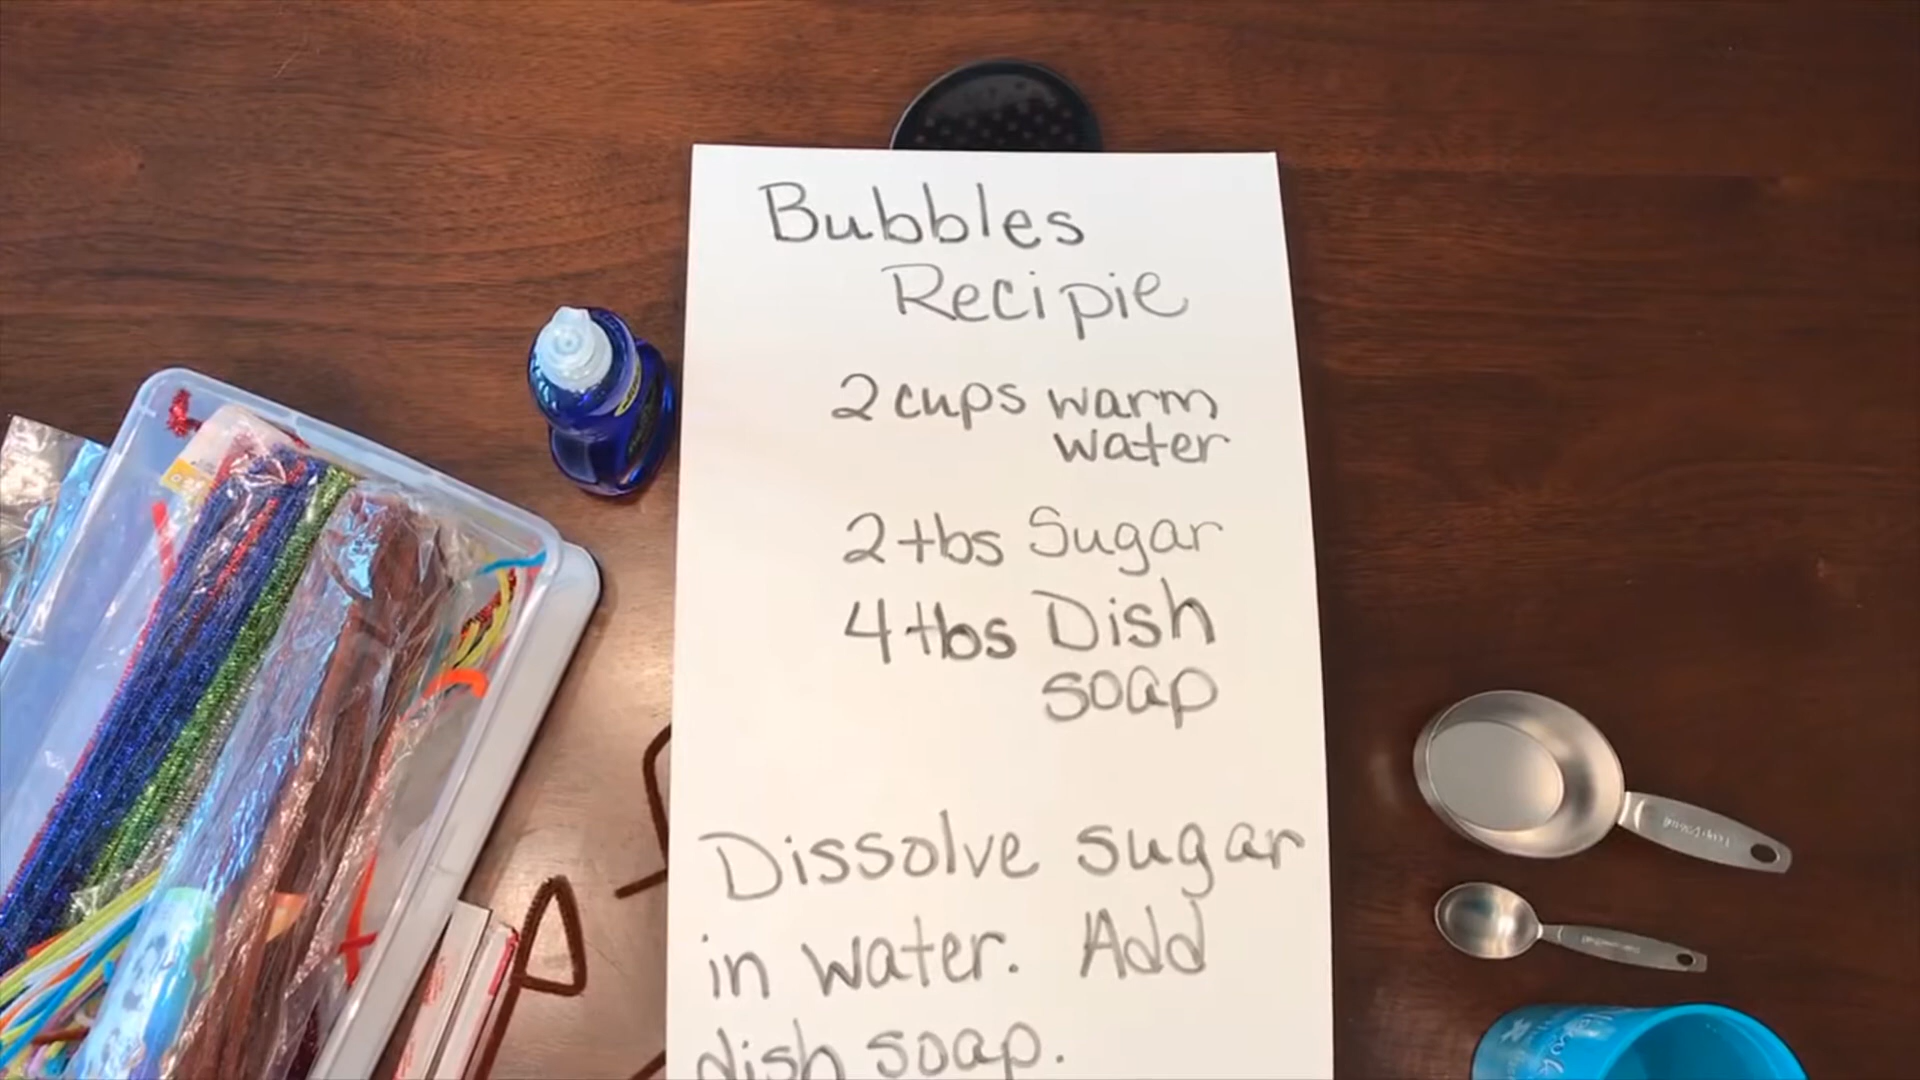 Bubbles
Recipie
2 cups warm
water
2 tbs Sugar
4 tbs Dish
soap
Dissolve sugar
in water. Add
dish soap.